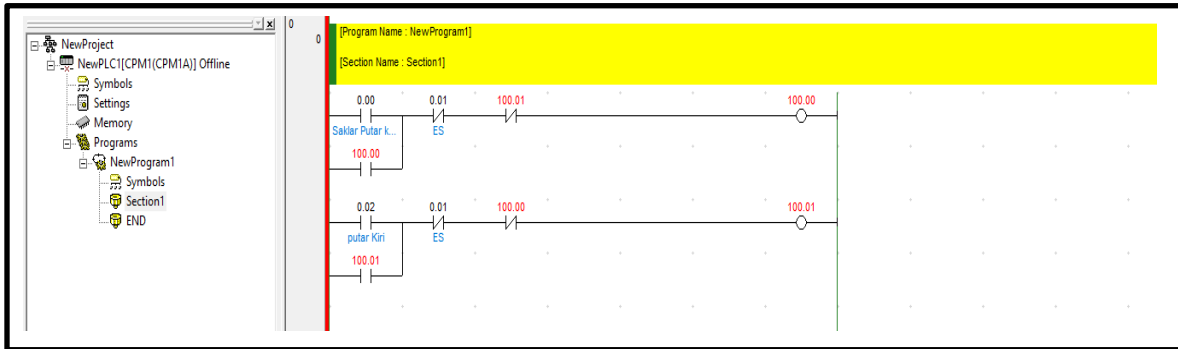 NewProject
NewPLC1[CPM1(CPM1A)] Offline
Symbols
Settings
Memory
Programs
NewProgram1
Symbols
Section1
END
0
0
[Program Name : NewProgram1]
[Section Name : Section1]
0.00 0.01 100.01 100.00
Saklar Putar k... ES
100.00
0.02 0.01 100.00 100.01
putar Kiri ES
100.01